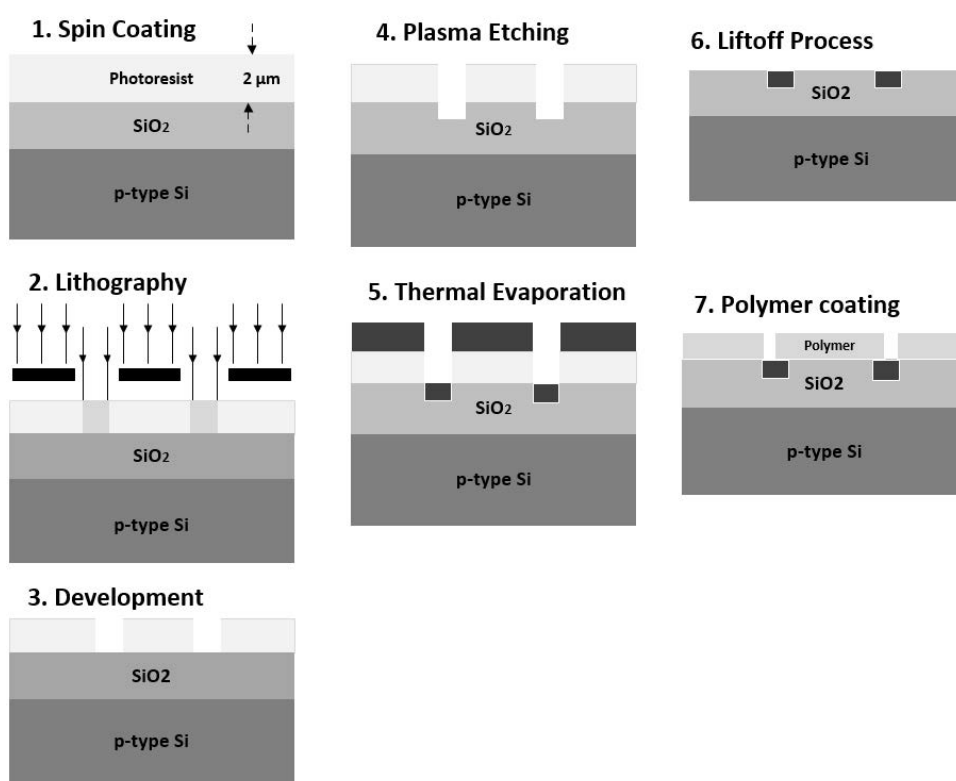 1. Spin Coating
Photoresist 2 μm
SiO₂
p-type Si
2. Lithography
SiO₂
p-type Si
3. Development
SiO2
p-type Si
4. Plasma Etching
SiO₂
p-type Si
5. Thermal Evaporation
SiO₂
p-type Si
6. Liftoff Process
SiO2
p-type Si
7. Polymer coating
Polymer
SiO2
p-type Si